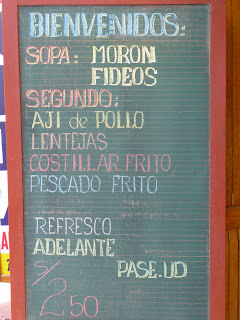 BIENVENIDOS:
SOPA: MORON
FIDEOS
SEGUNDO:
AJI de POLLO
LENTEJAS
COSTILLAR FRITO
PESCADO FRITO
REFRESCO
ADELANTE
PASE.UD
S/2.50